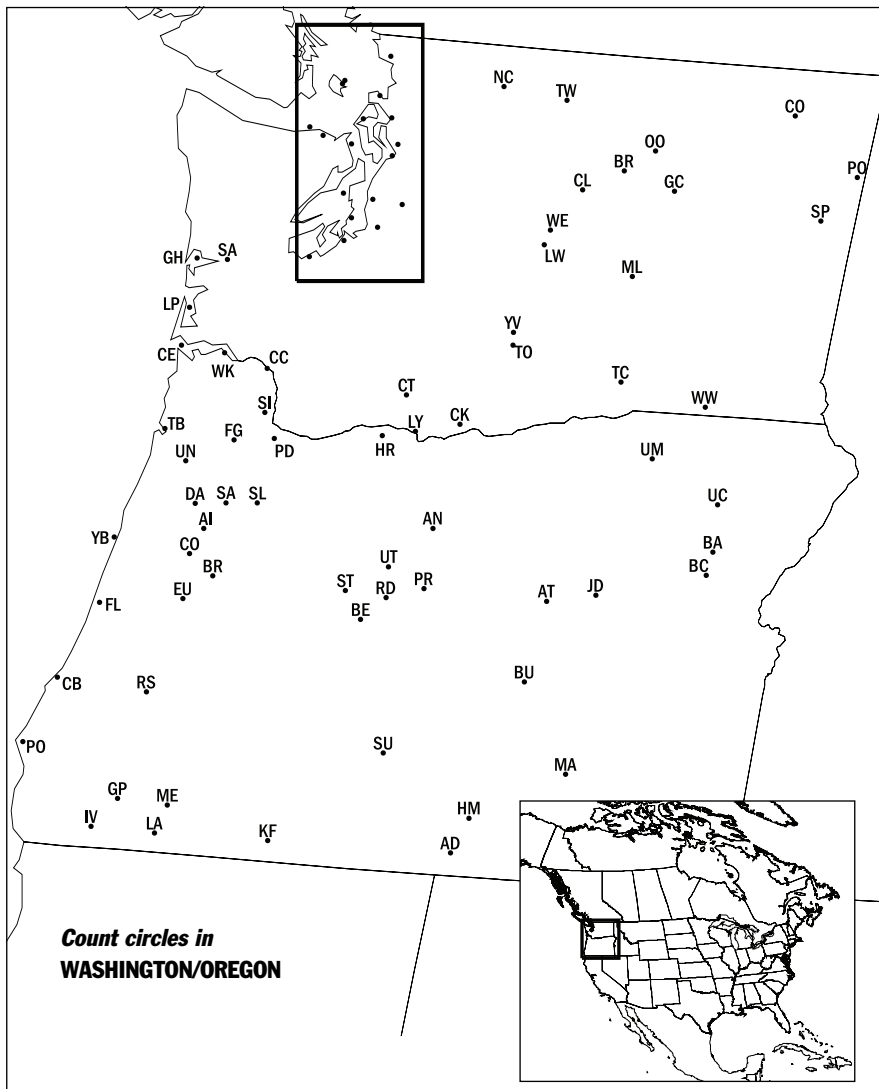 NC
TW
CO
OO
BR
PO
CL
GC
SP
WE
LW
GH
SA
ML
LP
YV
TO
CE
WK
CC
TC
CT
SI
WW
LY
CK
TB
FG
PD
HR
UN
UM
DA
SA
SL
UC
AI
AN
YB
CO
BA
UT
BR
BC
ST
RD
PR
EU
AT
JD
FL
BE
CB
RS
BU
PO
SU
MA
GP
ME
HM
IV
LA
KF
AD
Count circles in
WASHINGTON/OREGON